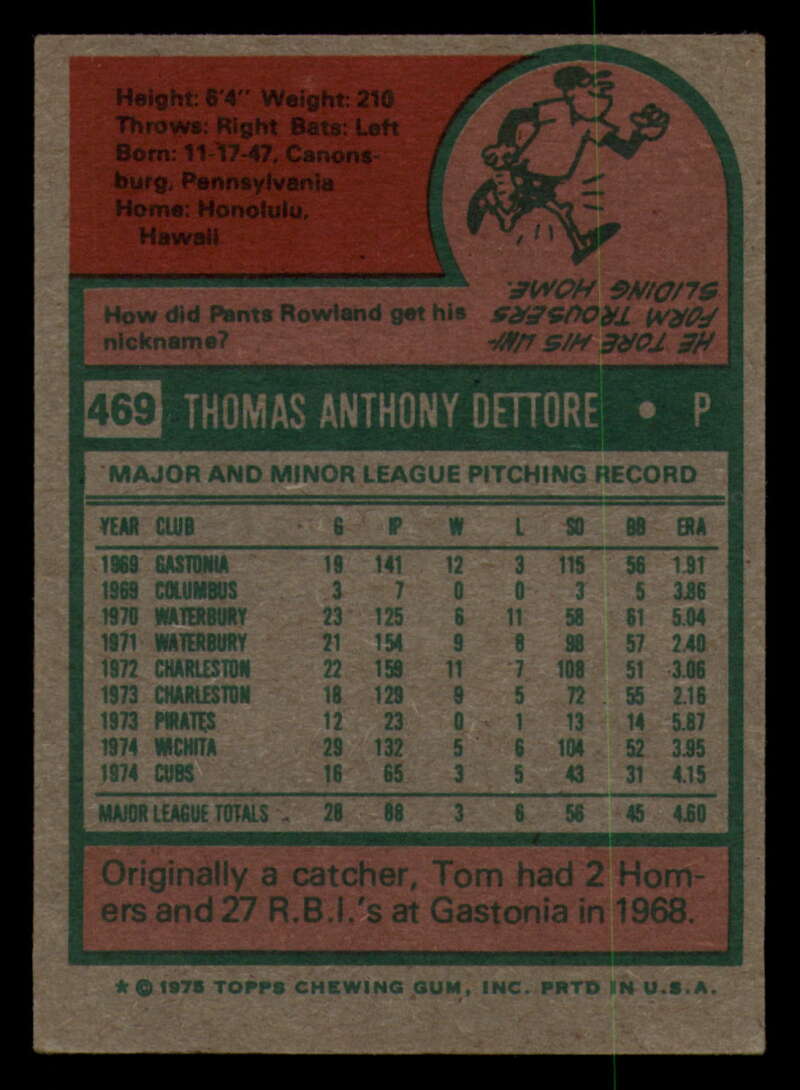 Height: 6'4" Weight: 210
Throws: Right Bats: Left
Born: 11-17-47, Canons-
burg, Pennsylvania
Home: Honolulu,
Hawaii
How did Pants Rowland get his
nickname?
HE TORE HIS UNI-
FORM TROUSERS
SLIDING HOME.
469 THOMAS ANTHONY DETTORE • P
MAJOR AND MINOR LEAGUE PITCHING RECORD
YEAR CLUB G IP W L SO BB ERA
1969 GASTONIA 19 141 12 3 115 56 1.91
1969 COLUMBUS 3 7 0 0 3 5 3.86
1970 WATERBURY 23 125 6 11 58 61 5.04
1971 WATERBURY 21 154 9 8 98 57 2.40
1972 CHARLESTON 22 159 11 7 108 51 3.06
1973 CHARLESTON 18 129 9 5 72 55 2.16
1973 PIRATES 12 23 0 1 13 14 5.87
1974 WICHITA 29 132 5 6 104 52 3.95
1974 CUBS 16 65 3 5 43 31 4.15
MAJOR LEAGUE TOTALS 28 88 3 6 56 45 4.60
Originally a catcher, Tom had 2 Hom-
ers and 27 R.B.I.'s at Gastonia in 1968.
* © 1975 TOPPS CHEWING GUM, INC. PRTD IN U.S.A.